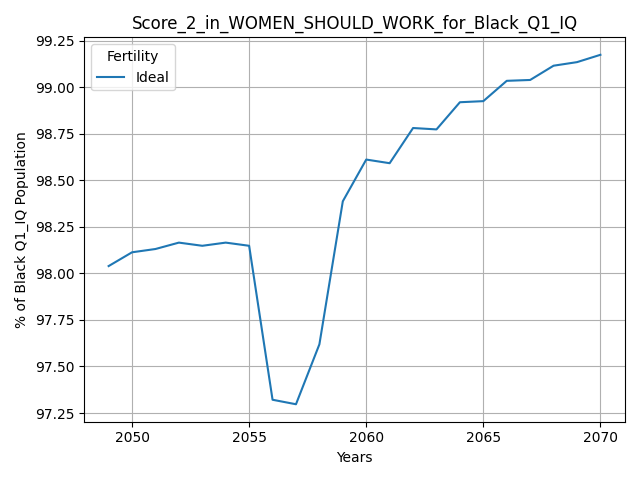 Score_2_in_WOMEN_SHOULD_WORK_for_Black_Q1_IQ
99.25
99.00
98.75
98.50
98.25
98.00
97.75
97.50
97.25
% of Black Q1_IQ Population
Fertility
Ideal
2050 2055 2060 2065 2070
Years